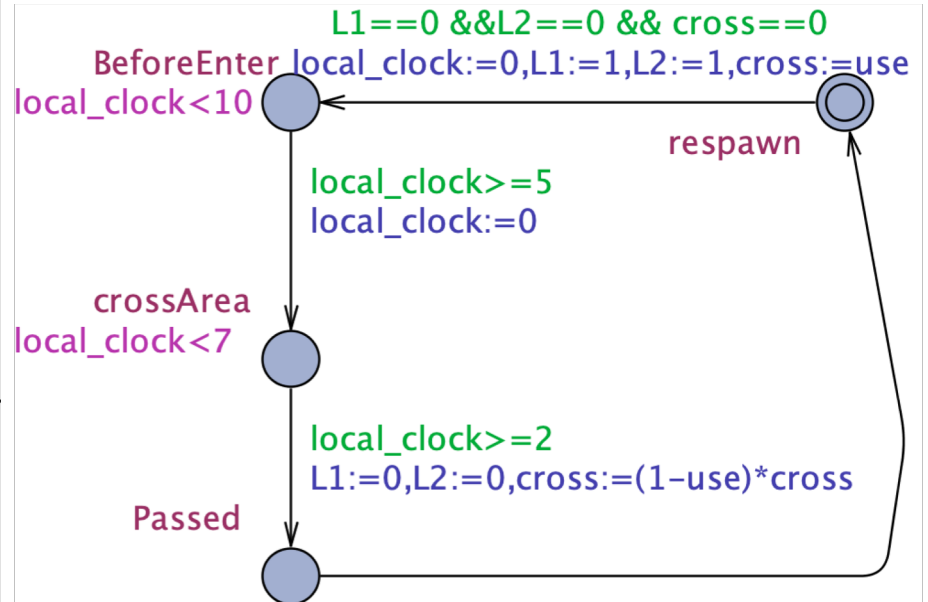 L1==0 &&L2==0 && cross==0
BeforeEnter local_clock:=0,L1:=1,L2:=1,cross:=use
local_clock<10
respawn
local_clock>=5
local_clock:=0
crossArea
local_clock<7
local_clock>=2
L1:=0,L2:=0,cross:=(1-use)*cross
Passed